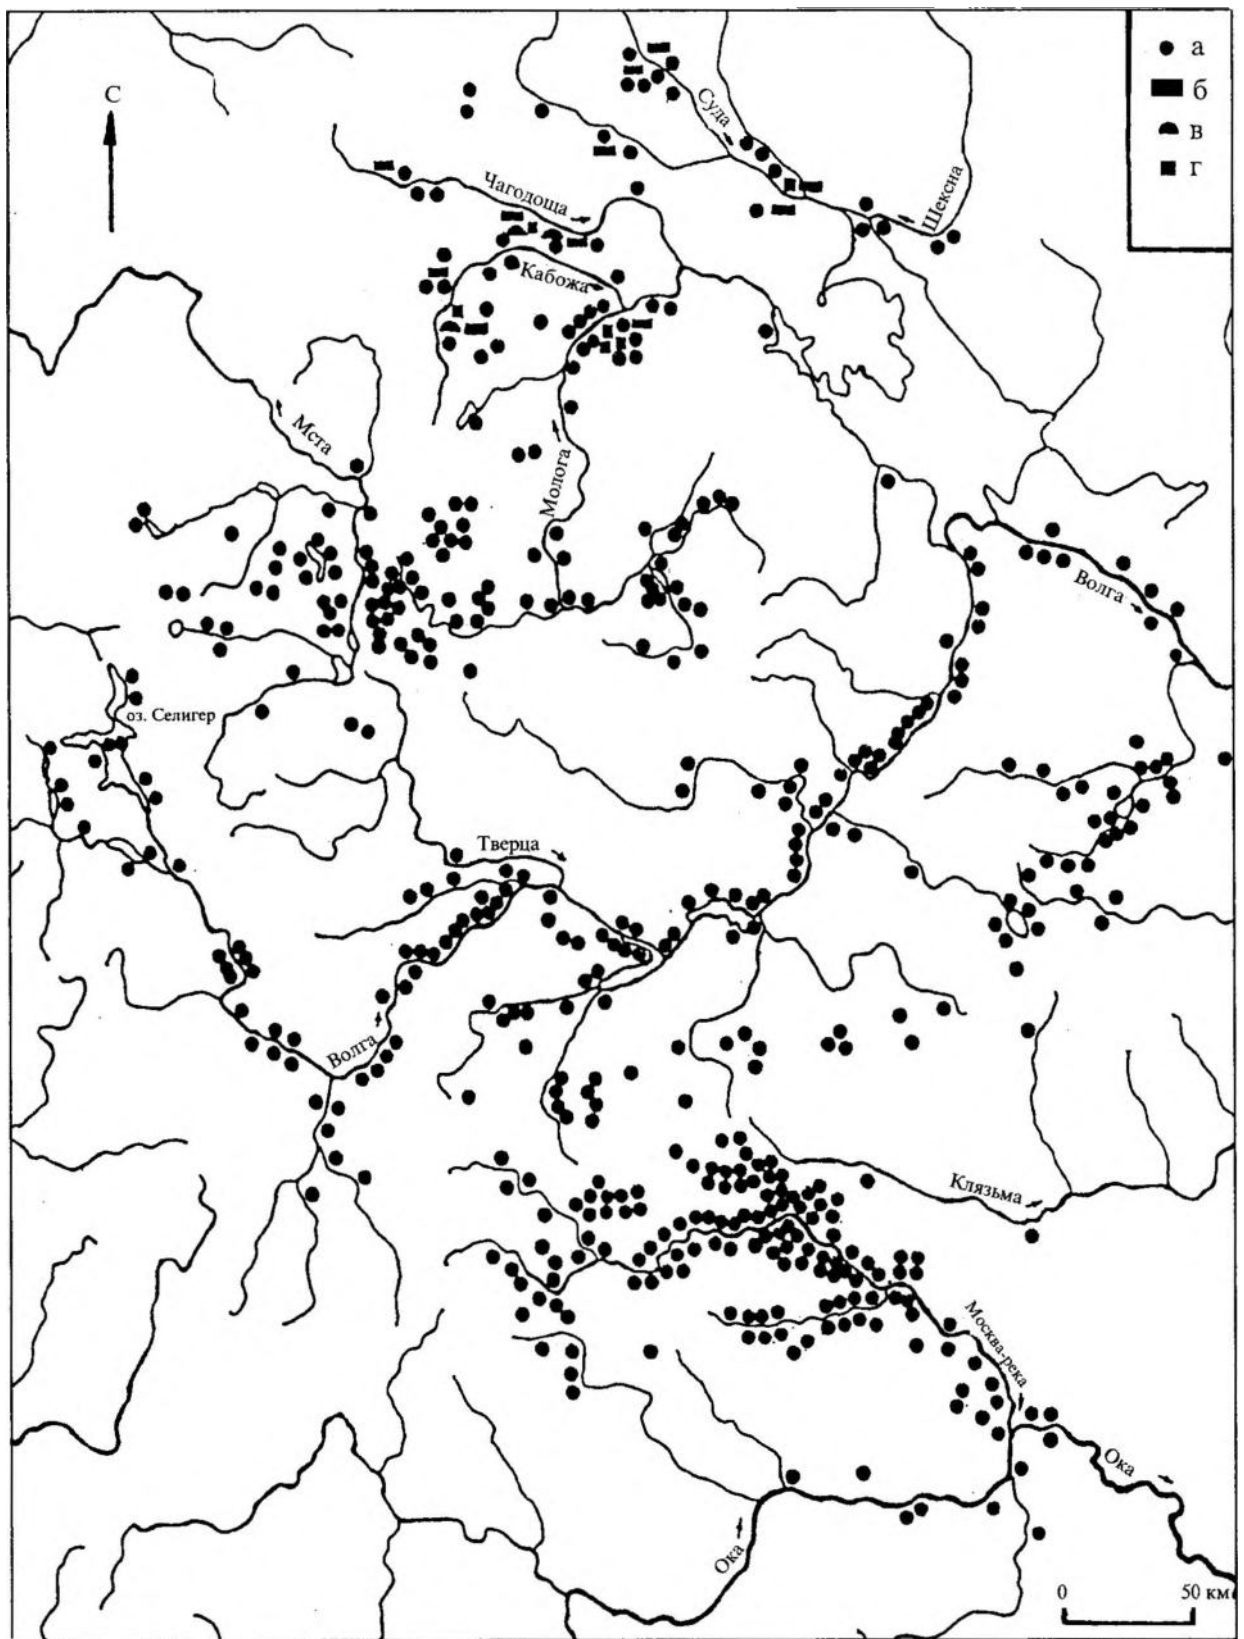 С
а
б
в
г
Суда
Шексна
Чагодоща
Кабожа
Мста
Молога
Волга
оз. Селигер
Тверца
Волга
Клязьма
Москва-река
Ока
Ока
0 50 км